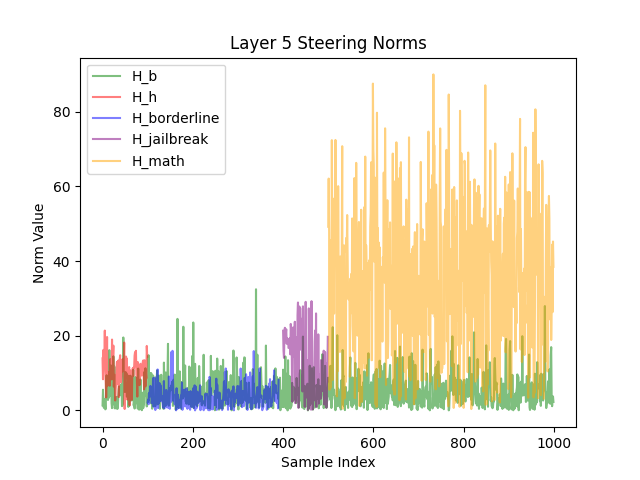 Layer 5 Steering Norms
H_b
H_h
H_borderline
H_jailbreak
H_math
Norm Value
80
60
40
20
0
0 200 400 600 800 1000
Sample Index